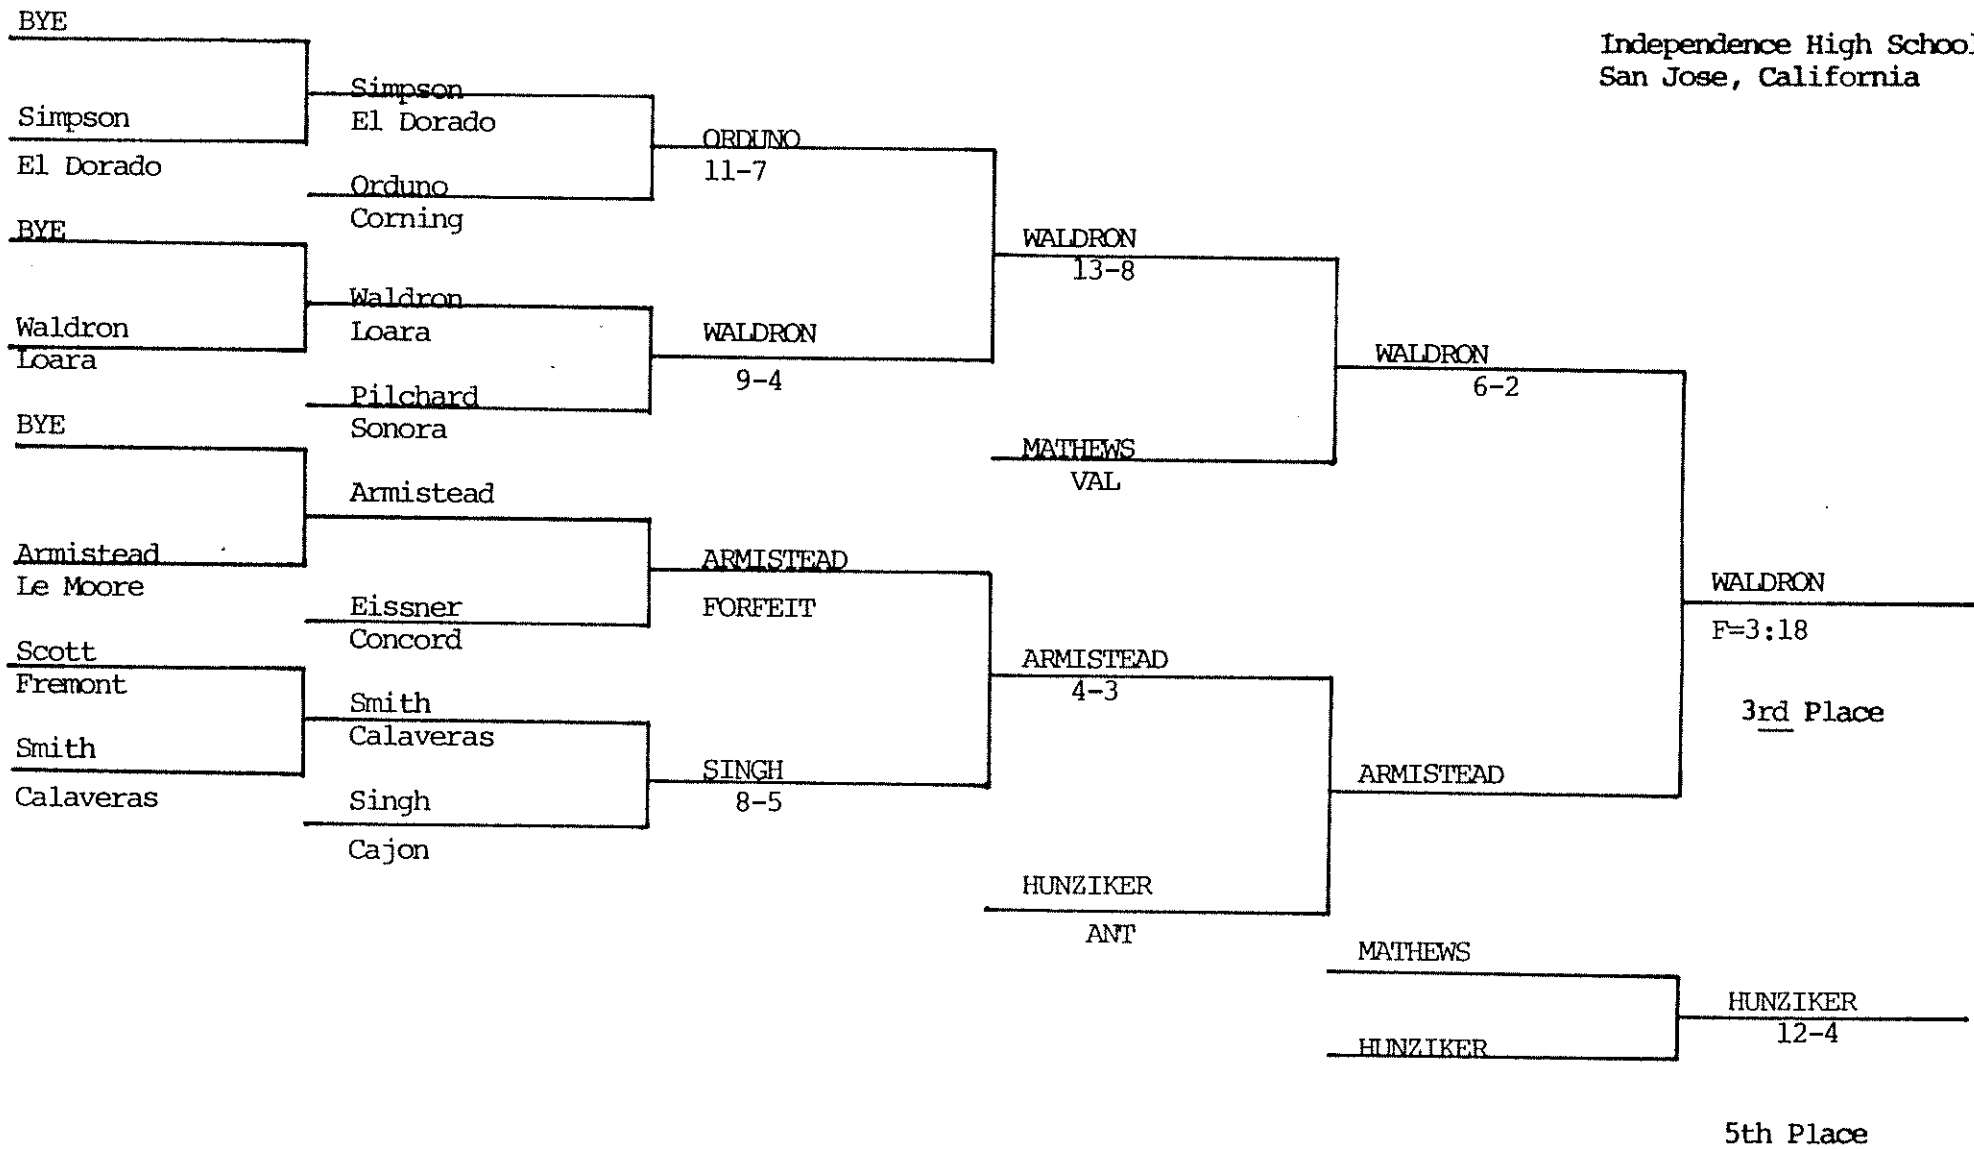 BYE
Independence High School
San Jose, California
Simpson
El Dorado
Simpson
El Dorado
ORDUNO
11-7
Orduno
Corning
BYE
WALDRON
13-8
Waldron
Loara
Waldron
Loara
WALDRON
9-4
WALDRON
6-2
Pilchard
Sonora
BYE
MATHEWS
VAL
Armistead
Armistead
Le Moore
ARMISTEAD
FORFEIT
WALDRON
F=3:18
Eissner
Concord
Scott
Fremont
ARMISTEAD
4-3
3rd Place
Smith
Calaveras
Smith
Calaveras
SINGH
8-5
ARMISTEAD
Singh
Cajon
HUNZIKER
ANT
MATHEWS
HUNZIKER
12-4
HUNZIKER
5th Place